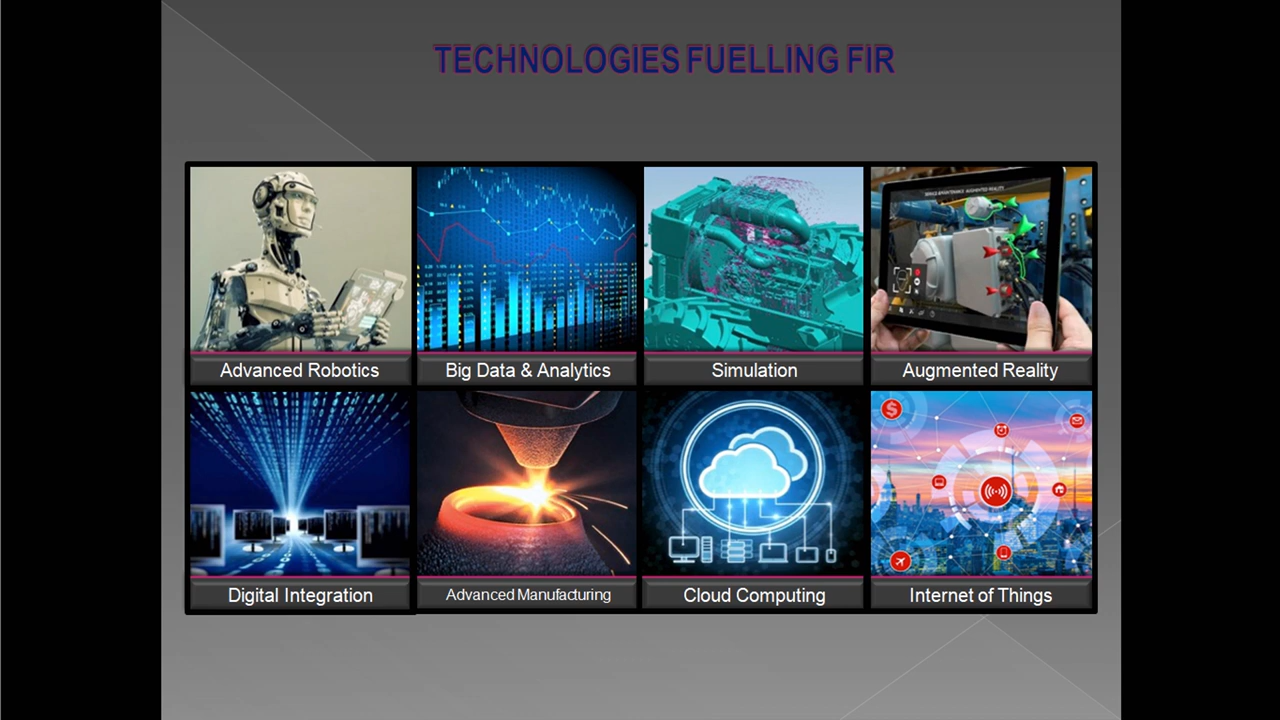 TECHNOLOGIES FUELLING FIR
Advanced Robotics
Big Data & Analytics
Simulation
Augmented Reality
Digital Integration
Advanced Manufacturing
Cloud Computing
Internet of Things